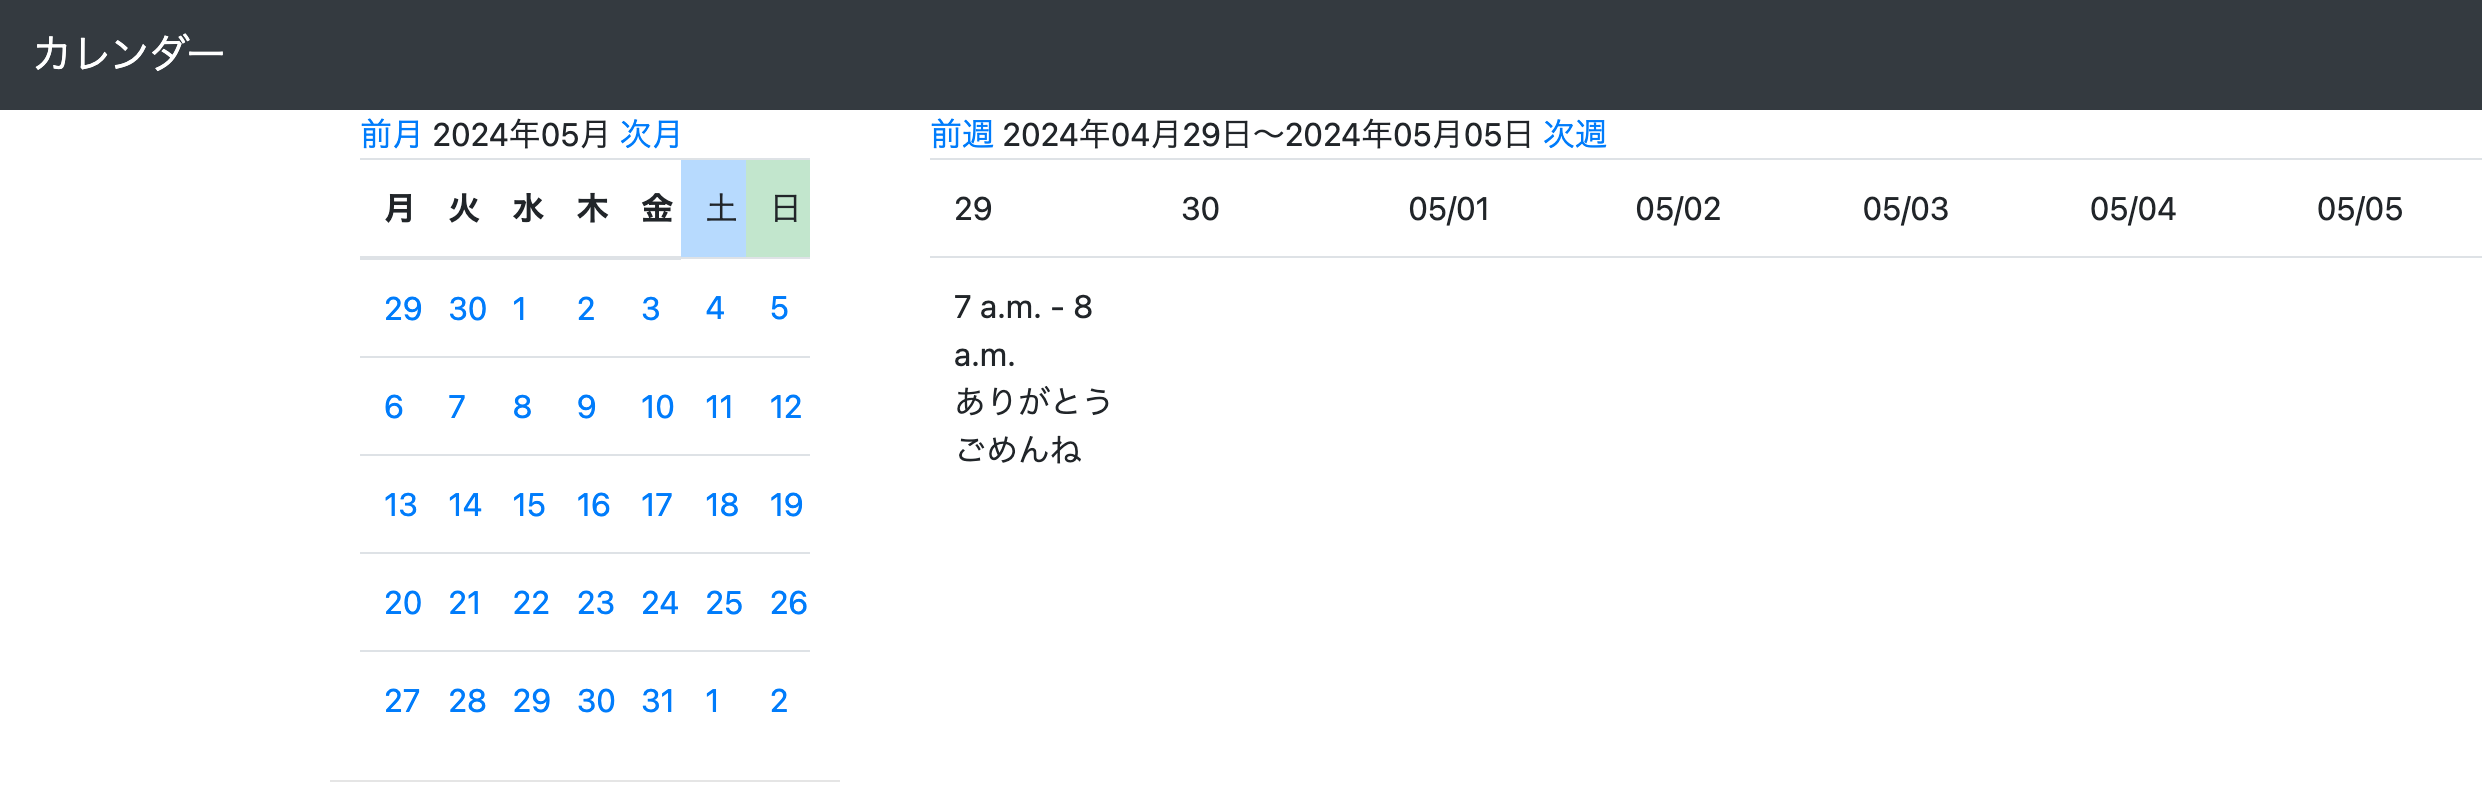 カレンダー
前月 2024年05月 次月
月 火 水 木 金 土 日
29 30 1 2 3 4 5
6 7 8 9 10 11 12
13 14 15 16 17 18 19
20 21 22 23 24 25 26
27 28 29 30 31 1 2
前週 2024年04月29日〜2024年05月05日 次週
29 30 05/01 05/02 05/03 05/04 05/05
7 a.m. - 8
a.m.
ありがとう
ごめんね